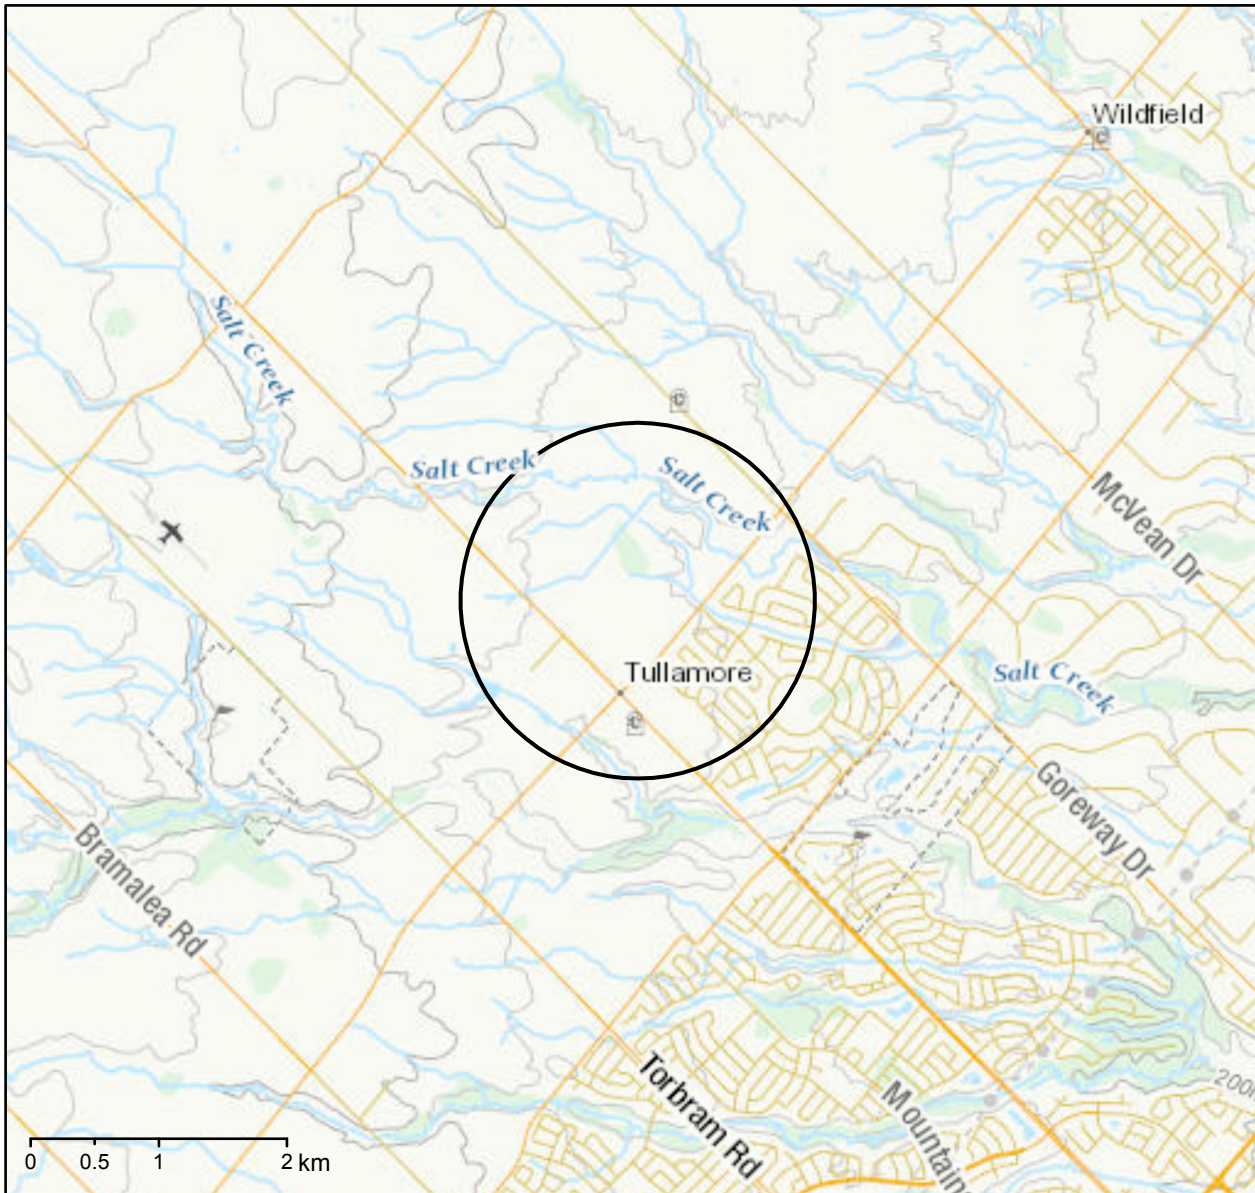 Wildfield
Salt Creek
Salt Creek
Salt Creek
McVean Dr
Tullamore
Salt Creek
Goreway Dr
Bramalea Rd
Torbram Rd
Mountain
200
0 0.5 1 2 km